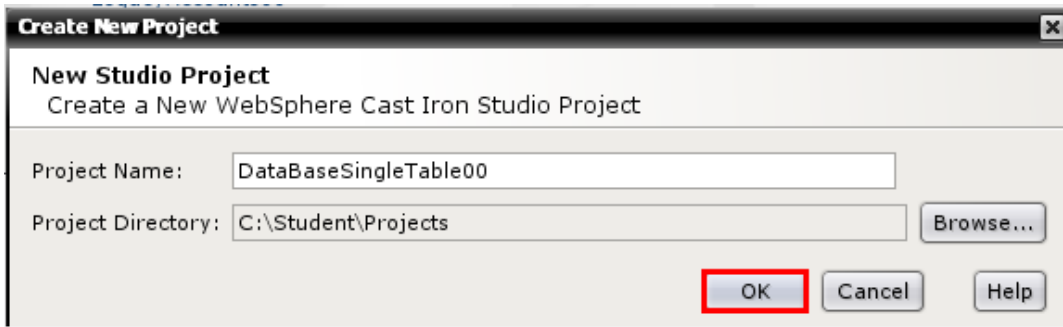 Create New Project
New Studio Project
Create a New WebSphere Cast Iron Studio Project
Project Name: DataBaseSingleTable00
Project Directory: C:\Student\Projects Browse...
OK Cancel Help